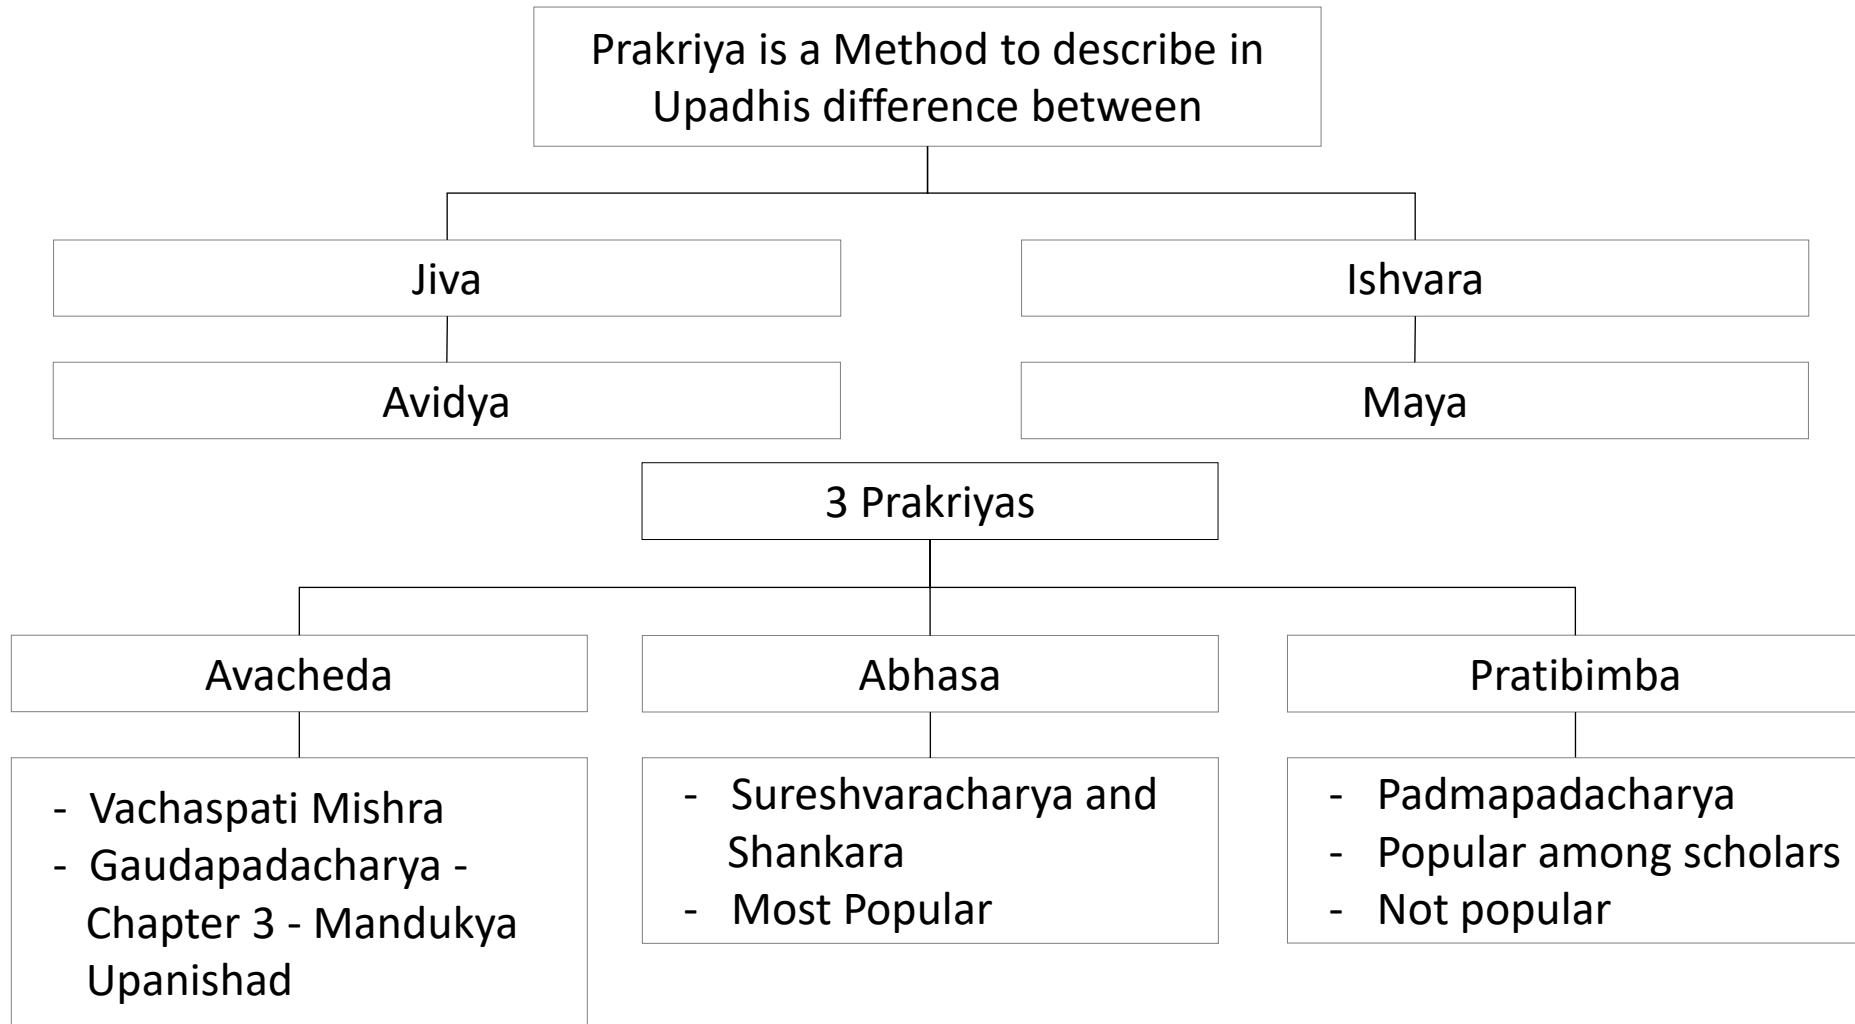 Prakriya is a Method to describe in
Upadhis difference between
Jiva
Ishvara
Avidya
Maya
3 Prakriyas
Avacheda
Abhasa
Pratibimba
- Vachaspati Mishra
- Gaudapadacharya -
Chapter 3 - Mandukya
Upanishad
- Sureshvaracharya and
Shankara
- Most Popular
- Padmapadacharya
- Popular among scholars
- Not popular